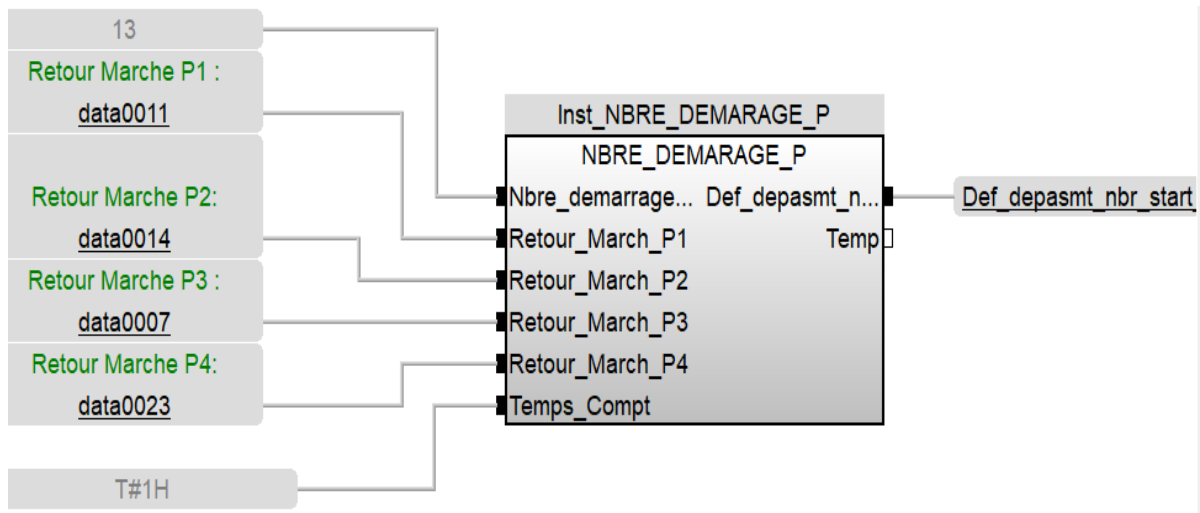 13
Retour Marche P1 :
data0011
Retour Marche P2:
data0014
Retour Marche P3 :
data0007
Retour Marche P4:
data0023
T#1H
Inst_NBRE_DEMARAGE_P
NBRE_DEMARAGE_P
Nbre_demarrage... Def_depasmt_n...
Retour_March_P1 Temp
Retour_March_P2
Retour_March_P3
Retour_March_P4
Temps_Compt
Def_depasmt_nbr_start_